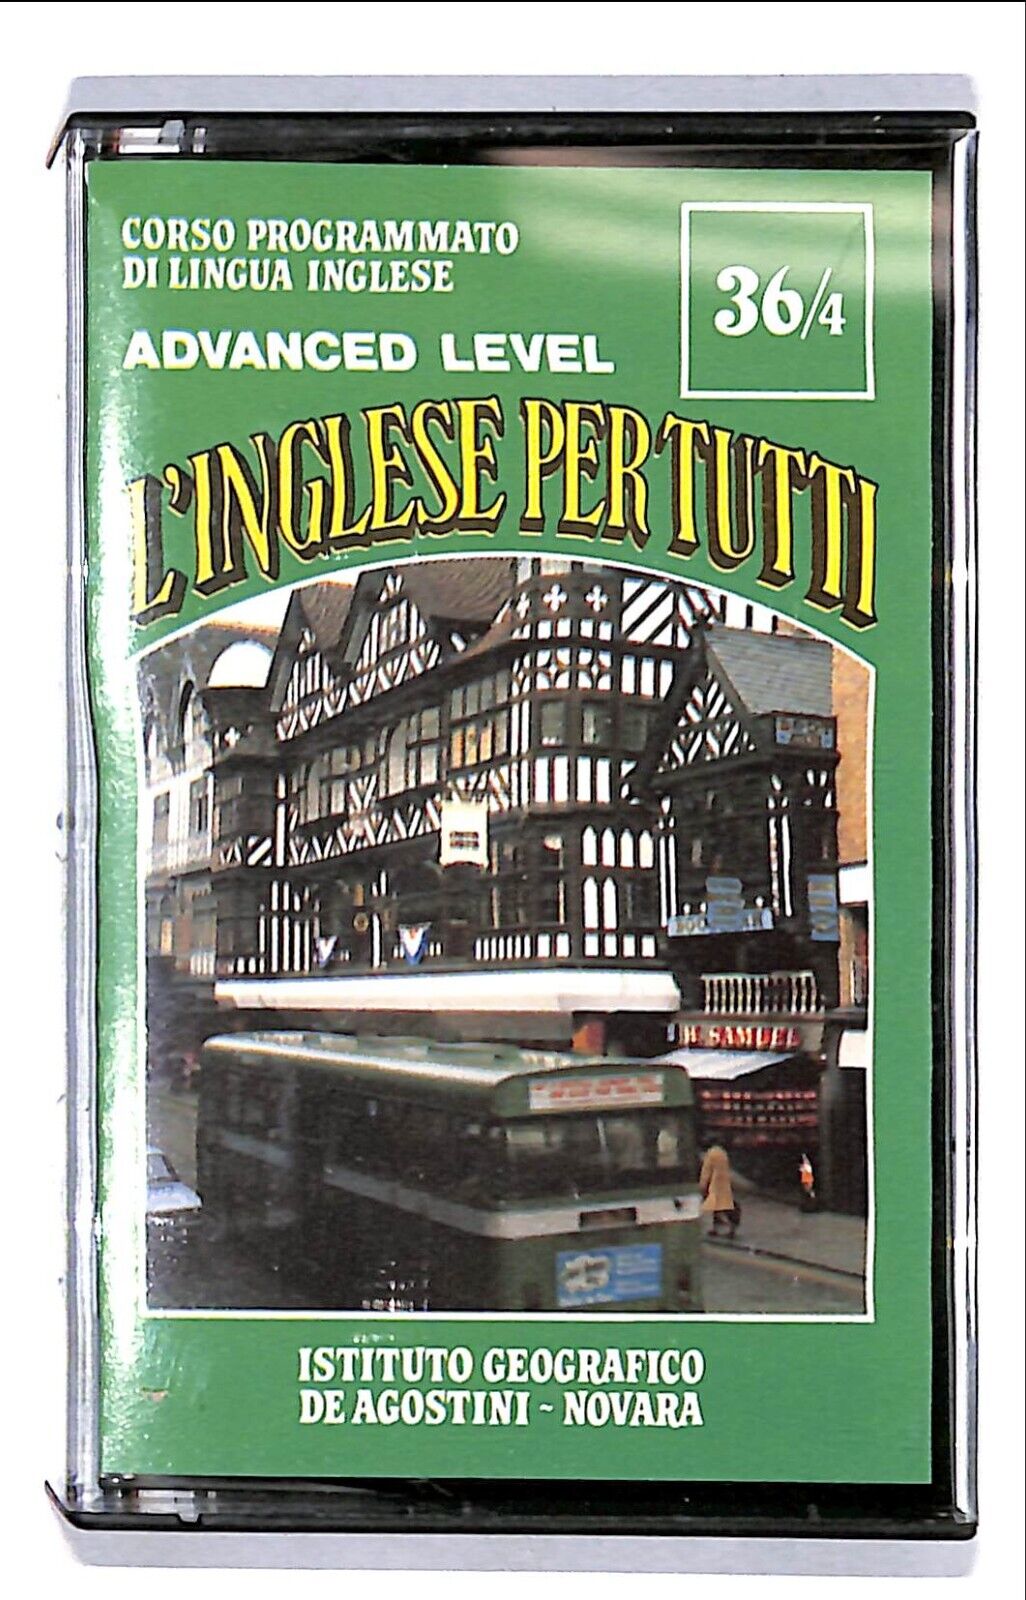 CORSO PROGRAMMATO
DI LINGUA INGLESE
36/4
ADVANCED LEVEL
L'INGLESE PER TUTTI
H. SAMUEL
ISTITUTO GEOGRAFICO
DE AGOSTINI ~ NOVARA